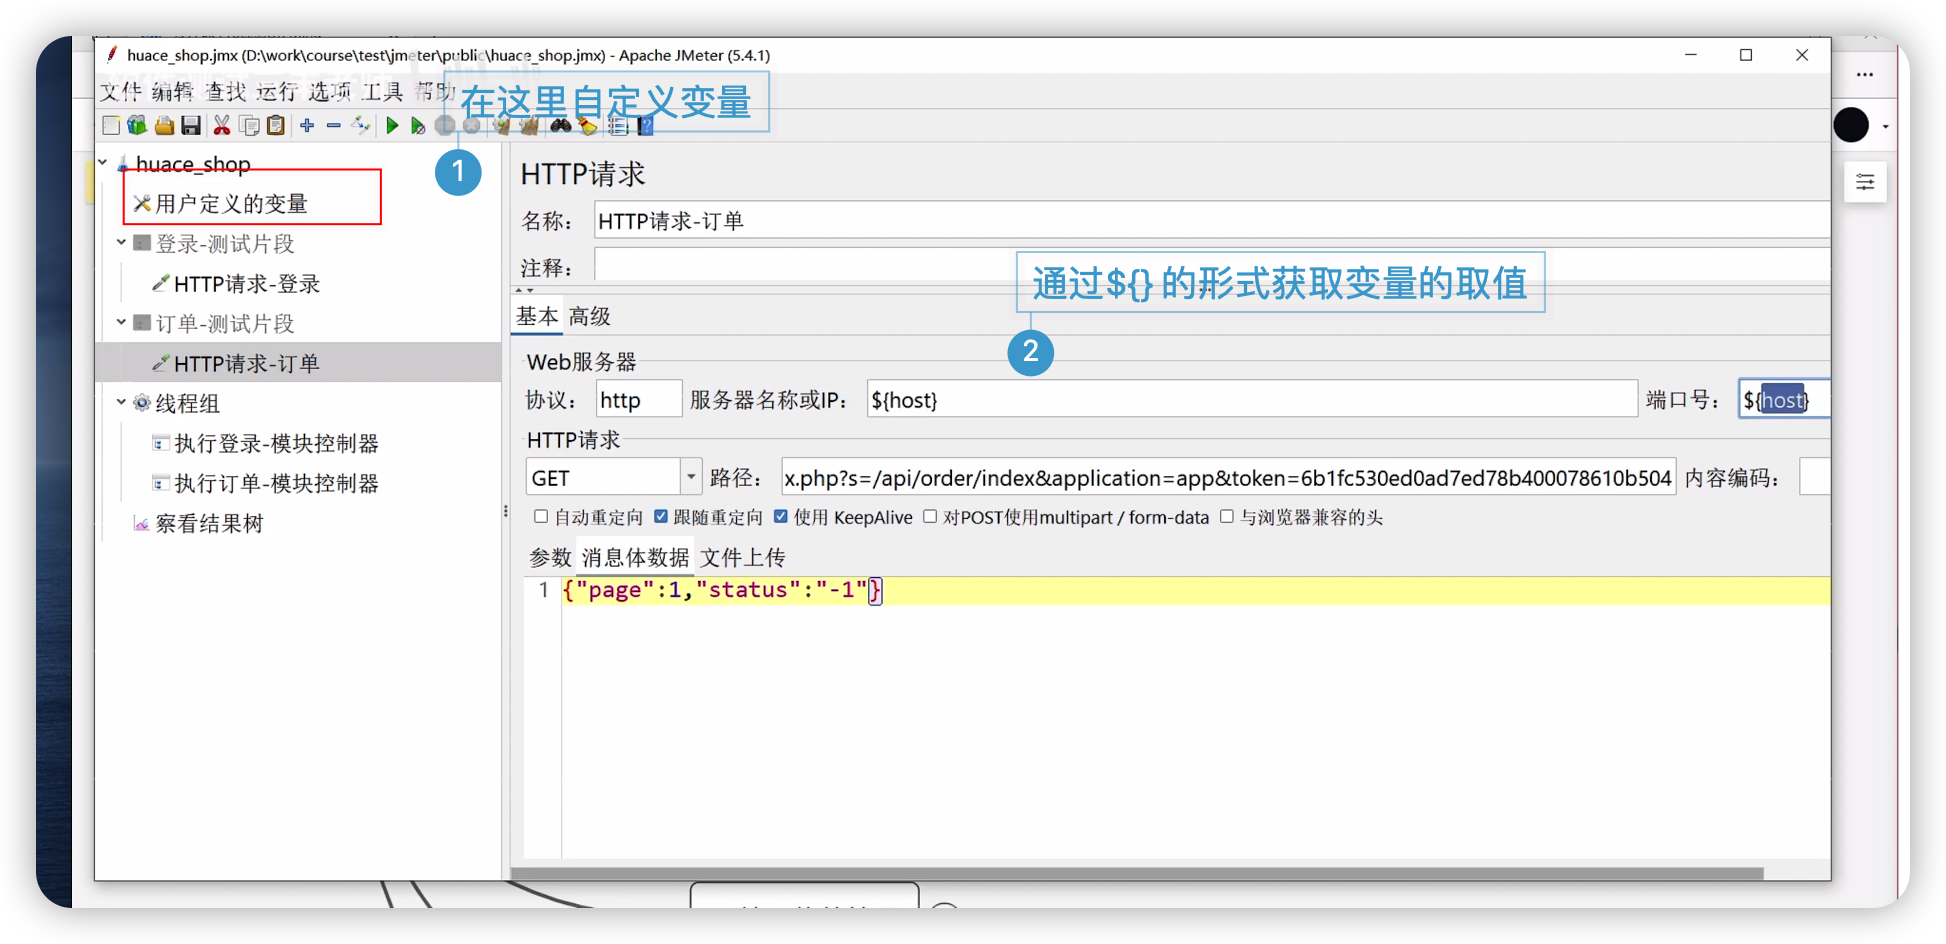 huace_shop.jmx (D:\work\course\test\jmeter\public\huace_shop.jmx) - Apache JMeter (5.4.1)
文件 编辑 查找 运行 选项 工具 帮助
在这里自定义变量
1
huace_shop
用户定义的变量
登录-测试片段
HTTP请求-登录
订单-测试片段
HTTP请求-订单
线程组
执行登录-模块控制器
执行订单-模块控制器
察看结果树
HTTP请求
名称： HTTP请求-订单
注释：
通过${} 的形式获取变量的取值
2
基本 高级
Web服务器
协议： http 服务器名称或IP： ${host} 端口号： ${host}
HTTP请求
GET 路径： x.php?s=/api/order/index&application=app&token=6b1fc530ed0ad7ed78b400078610b504 内容编码：
自动重定向 跟随重定向 使用 KeepAlive 对POST使用multipart / form-data 与浏览器兼容的头
参数 消息体数据 文件上传
1 {"page":1,"status":"-1"}